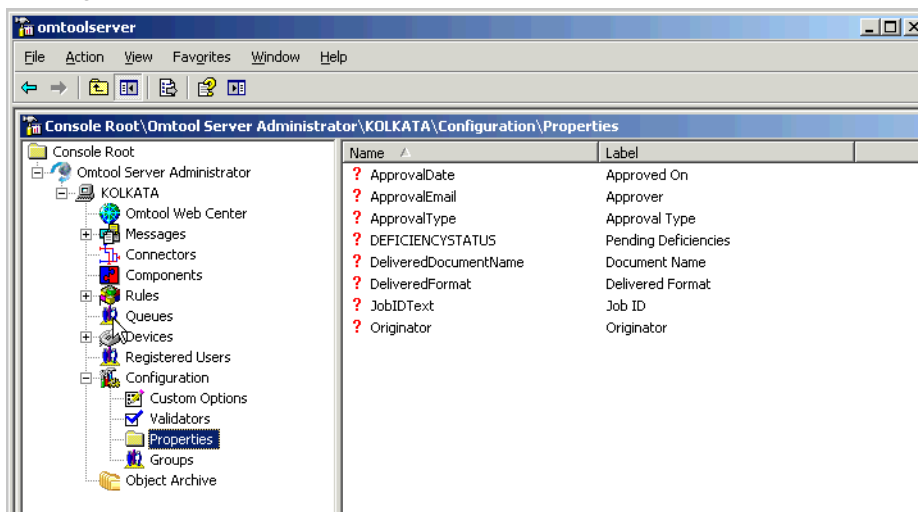 omtoolserver
File Action View Favorites Window Help
Console Root\Omtool Server Administrator\KOLKATA\Configuration\Properties
Console Root
Omtool Server Administrator
KOLKATA
Omtool Web Center
Messages
Connectors
Components
Rules
Queues
Devices
Registered Users
Configuration
Custom Options
Validators
Properties
Groups
Object Archive
Name Label
? ApprovalDate Approved On
? ApprovalEmail Approver
? ApprovalType Approval Type
? DEFICIENCYSTATUS Pending Deficiencies
? DeliveredDocumentName Document Name
? DeliveredFormat Delivered Format
? JobIDText Job ID
? Originator Originator